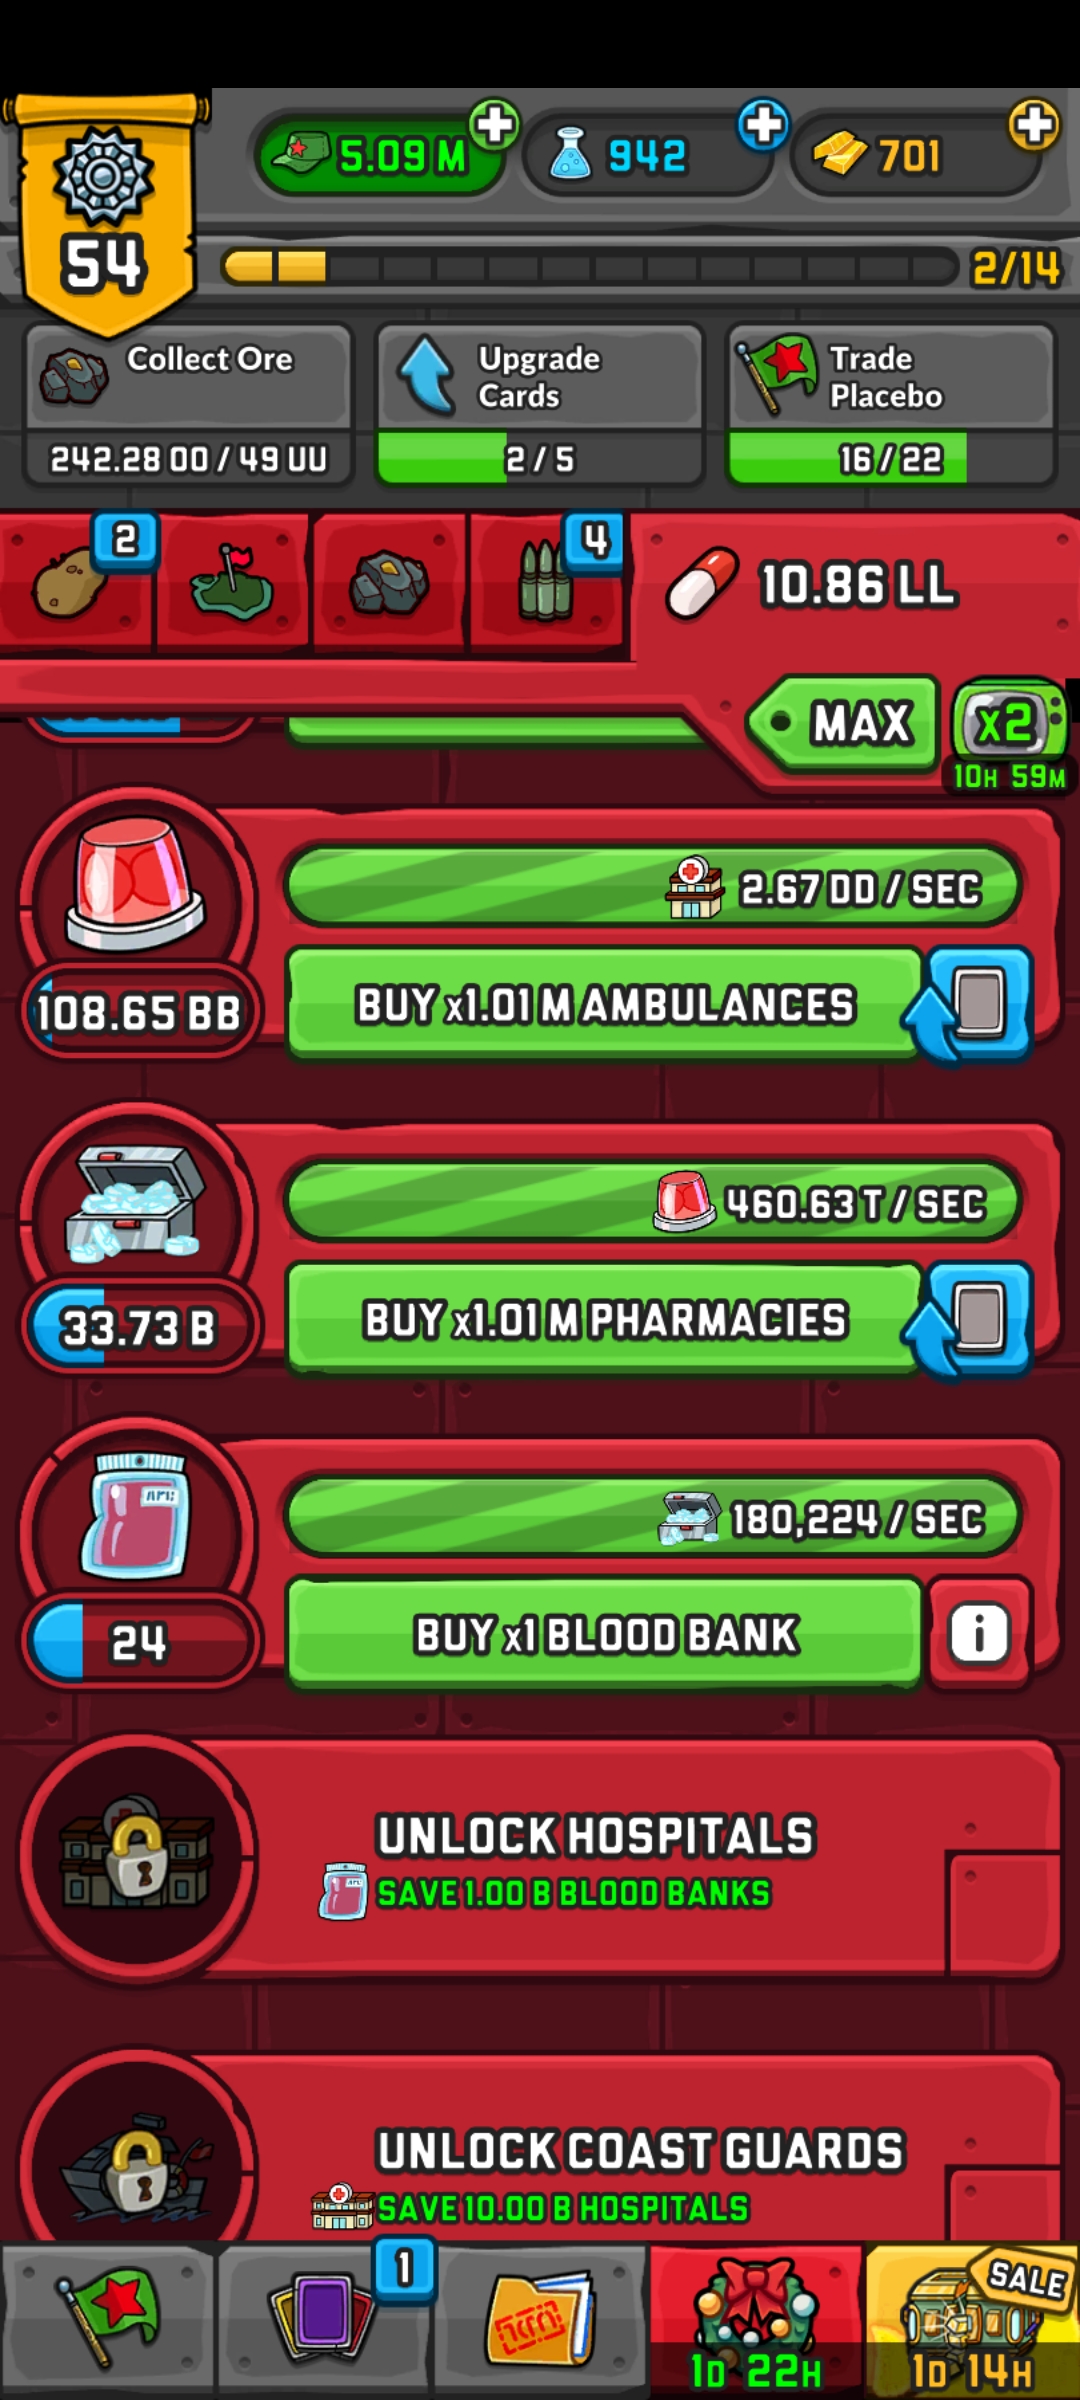 5.09 M
942
701
54
2/14
Collect Ore
242.28 OO / 49 UU
Upgrade
Cards
2 / 5
Trade
Placebo
16 / 22
2
4
10.86 LL
MAX
x2
10H 59M
2.67 DD / SEC
108.65 BB
BUY x1.01 M AMBULANCES
460.63 T / SEC
33.73 B
BUY x1.01 M PHARMACIES
180,224 / SEC
24
BUY x1 BLOOD BANK
i
UNLOCK HOSPITALS
SAVE 1.00 B BLOOD BANKS
UNLOCK COAST GUARDS
SAVE 10.00 B HOSPITALS
1
SALE
1D 22H
1D 14H